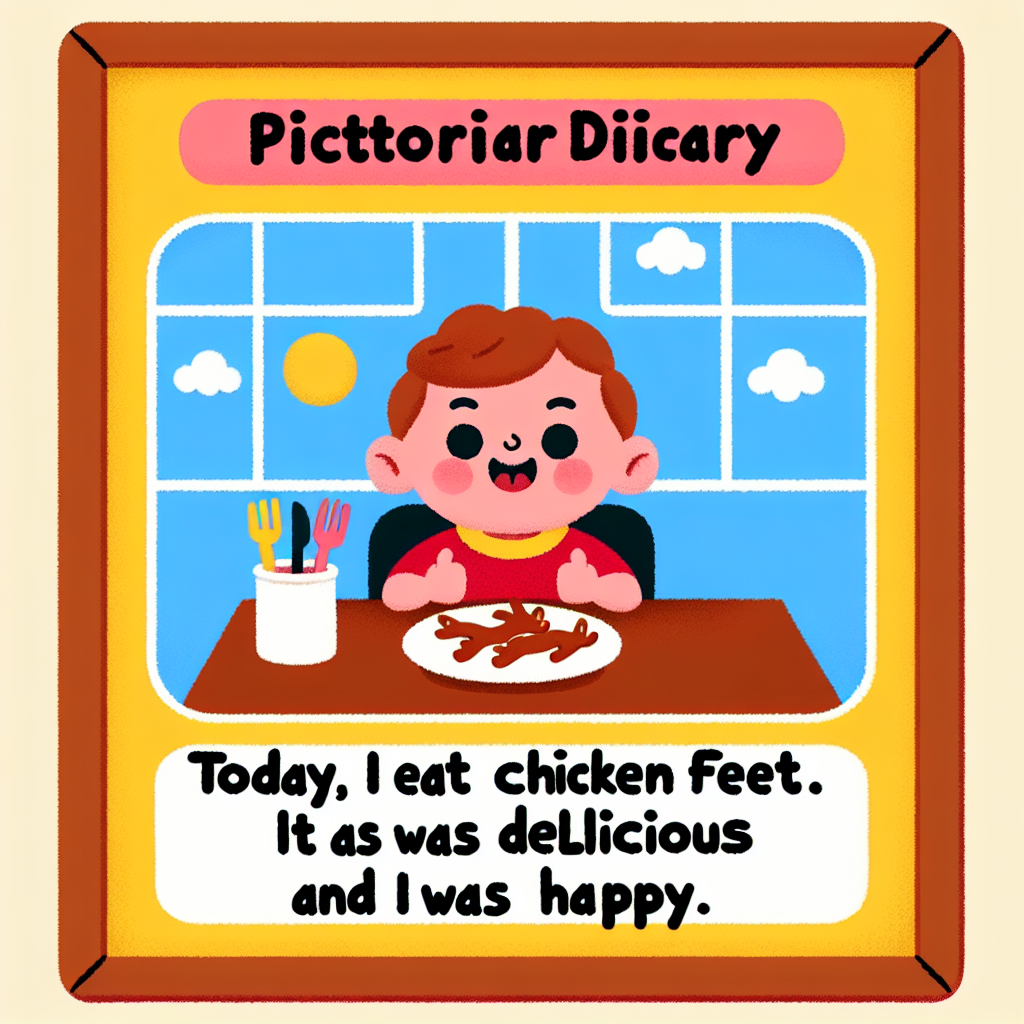 Picttoriar Diicary
Today, I eat chicken feet.
It as was deLlicious
and I was happy.